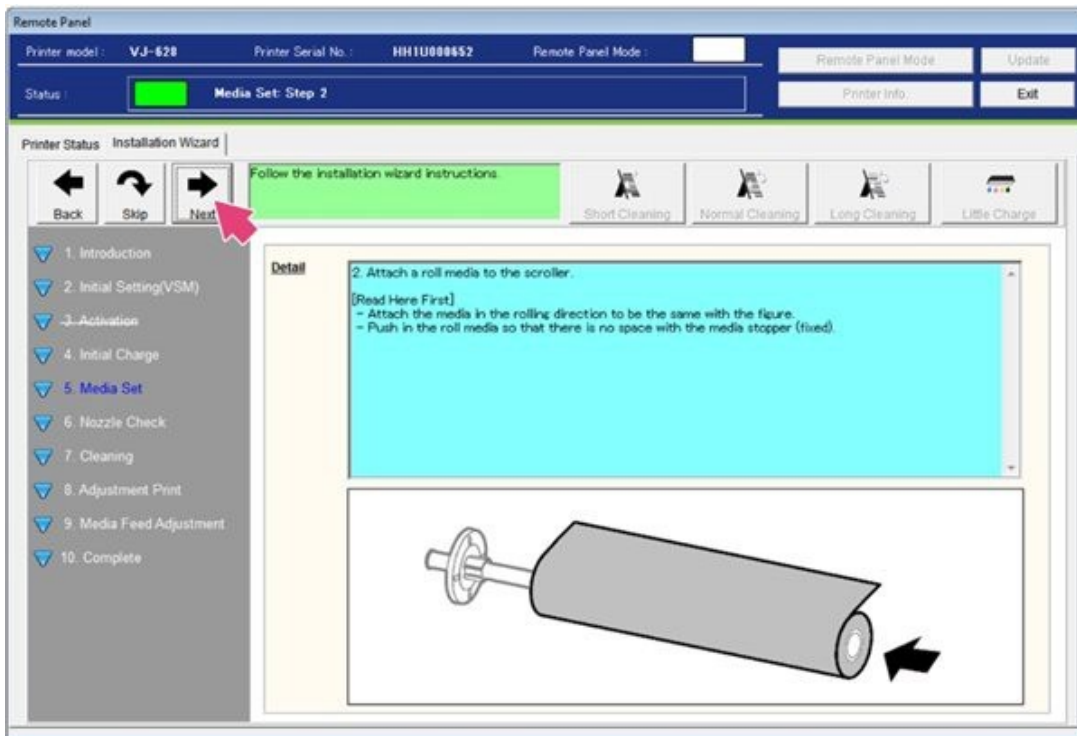 Remote Panel
Printer model : VJ-628 Printer Serial No. : HH1U000652 Remote Panel Mode :
Remote Panel Mode Update
Status : Media Set: Step 2
Printer Info. Exit
Printer Status Installation Wizard
Follow the installation wizard instructions.
Back Skip Next Short Cleaning Normal Cleaning Long Cleaning Little Charge
1. Introduction
2. Initial Setting(VSM)
3. Activation
4. Initial Charge
5. Media Set
6. Nozzle Check
7. Cleaning
8. Adjustment Print
9. Media Feed Adjustment
10. Complete
Detail
2. Attach a roll media to the scroller.
[Read Here First]
- Attach the media in the rolling direction to be the same with the figure.
- Push in the roll media so that there is no space with the media stopper (fixed).